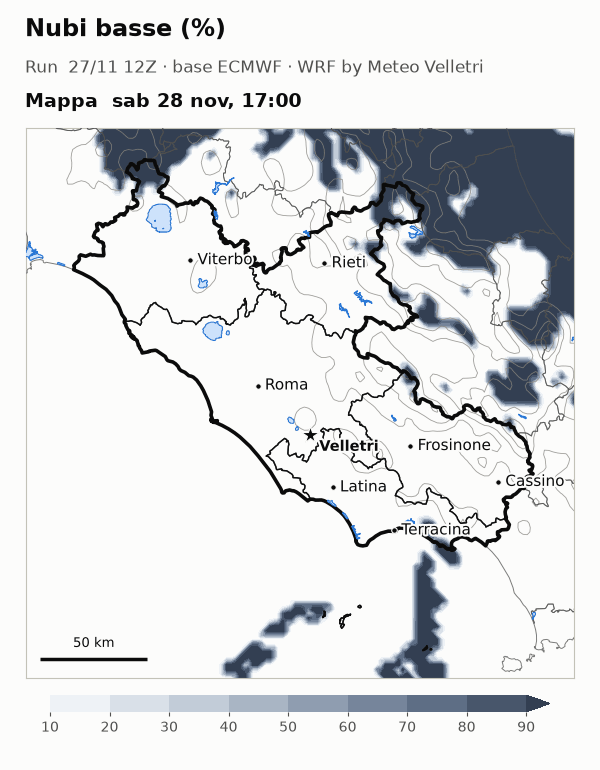 Nubi basse (%)
Run  27/11 12Z · base ECMWF · WRF by Meteo Velletri
Mappa  sab 28 nov, 17:00
Viterbo
Rieti
Roma
Velletri
Frosinone
Latina
Cassino
Terracina
50 km
10 20 30 40 50 60 70 80 90